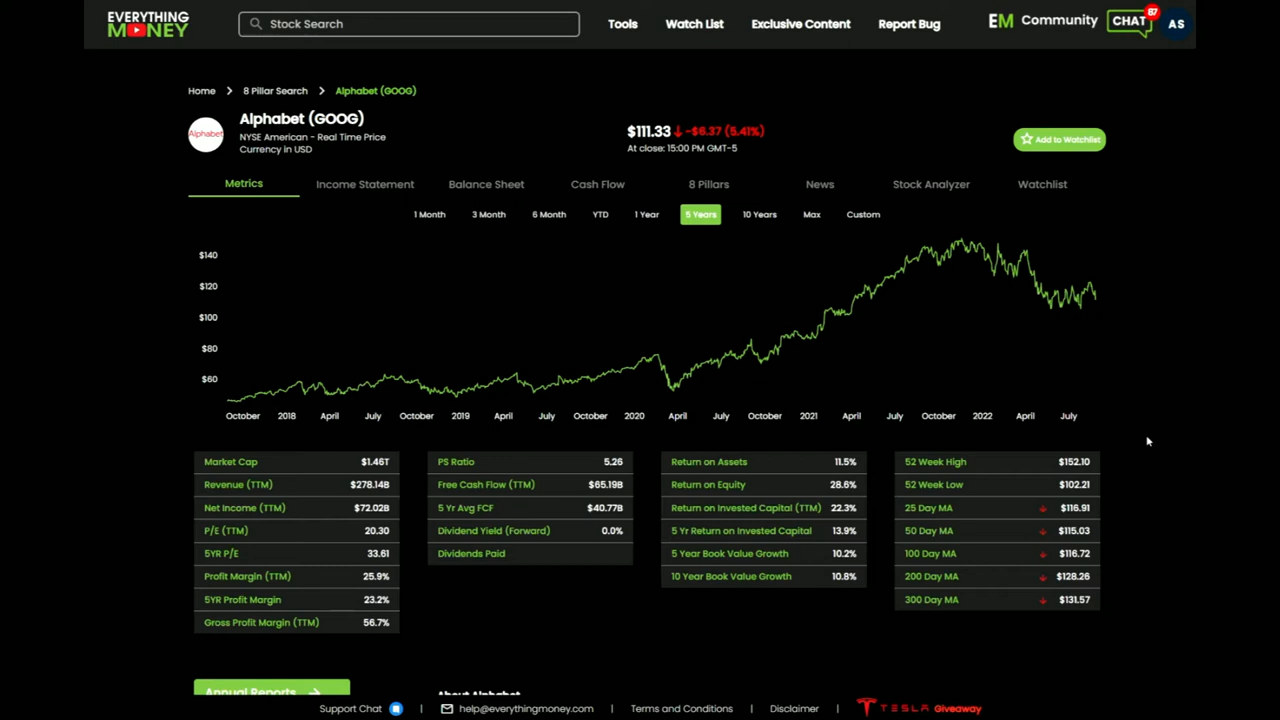 EVERYTHING
MONEY
Stock Search
Tools
Watch List
Exclusive Content
Report Bug
EM Community
CHAT
87
AS
Home
8 Pillar Search
Alphabet (GOOG)
Alphabet
Alphabet (GOOG)
NYSE American - Real Time Price
Currency in USD
$111.33 -$6.37 (5.41%)
At close: 15:00 PM GMT-5
Add to Watchlist
Metrics
Income Statement
Balance Sheet
Cash Flow
8 Pillars
News
Stock Analyzer
Watchlist
1 Month
3 Month
6 Month
YTD
1 Year
5 Years
10 Years
Max
Custom
$140
$120
$100
$80
$60
October
2018
April
July
October
2019
April
July
October
2020
April
July
October
2021
April
July
October
2022
April
July
Market Cap $1.46T
Revenue (TTM) $278.14B
Net Income (TTM) $72.02B
P/E (TTM) 20.30
5YR P/E 33.61
Profit Margin (TTM) 25.9%
5YR Profit Margin 23.2%
Gross Profit Margin (TTM) 56.7%
PS Ratio 5.26
Free Cash Flow (TTM) $65.19B
5 Yr Avg FCF $40.77B
Dividend Yield (Forward) 0.0%
Dividends Paid
Return on Assets 11.5%
Return on Equity 28.6%
Return on Invested Capital (TTM) 22.3%
5 Yr Return on Invested Capital 13.9%
5 Year Book Value Growth 10.2%
10 Year Book Value Growth 10.8%
52 Week High $152.10
52 Week Low $102.21
25 Day MA $116.91
50 Day MA $115.03
100 Day MA $116.72
200 Day MA $128.26
300 Day MA $131.57
Annual Reports
About Alphabet
Support Chat
help@everythingmoney.com
Terms and Conditions
Disclaimer
TESLA Giveaway